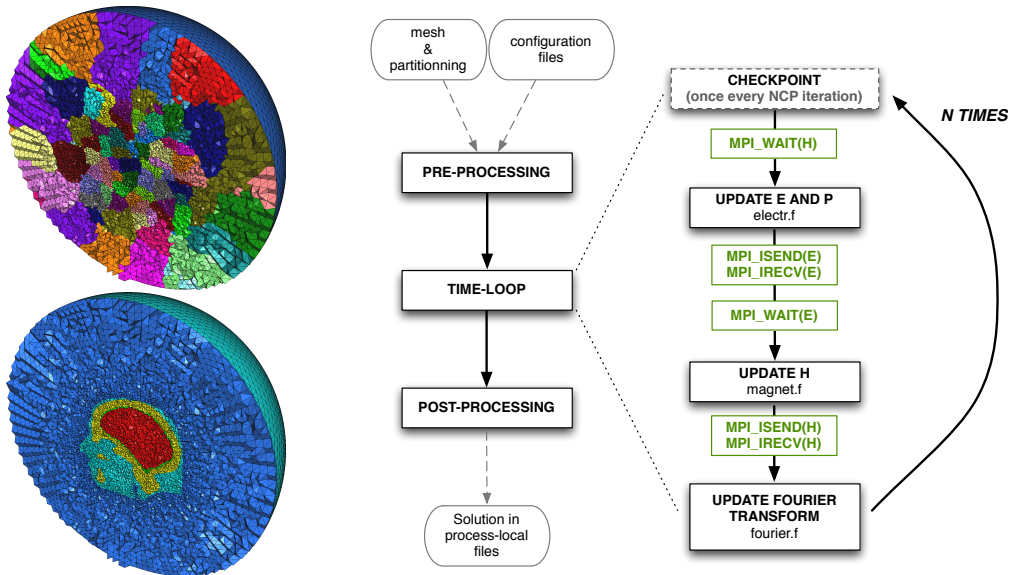 mesh
&
partitionning
configuration
files
PRE-PROCESSING
TIME-LOOP
POST-PROCESSING
Solution in
process-local
files
CHECKPOINT
(once every NCP iteration)
MPI_WAIT(H)
UPDATE E AND P
electr.f
MPI_ISEND(E)
MPI_IRECV(E)
MPI_WAIT(E)
UPDATE H
magnet.f
MPI_ISEND(H)
MPI_IRECV(H)
UPDATE FOURIER
TRANSFORM
fourier.f
N TIMES